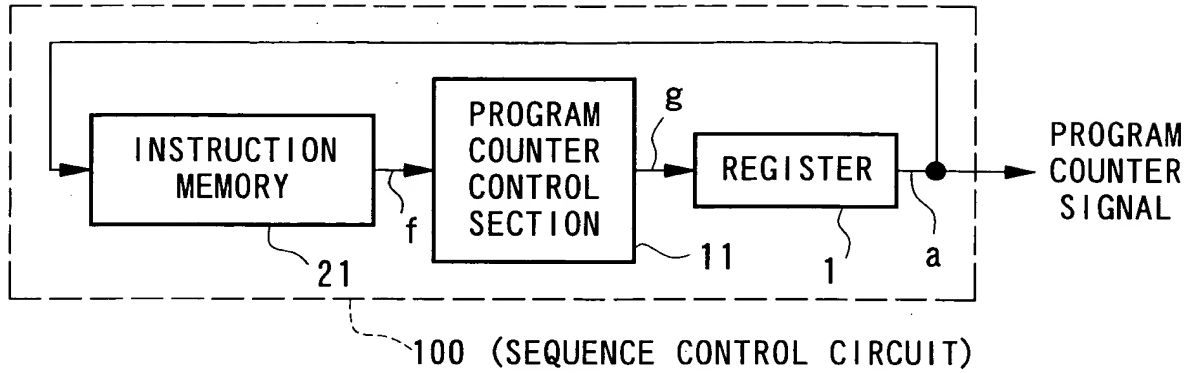 INSTRUCTION
MEMORY
21
f
PROGRAM
COUNTER
CONTROL
SECTION
11
g
REGISTER
1
a
PROGRAM
COUNTER
SIGNAL
100 (SEQUENCE CONTROL CIRCUIT)